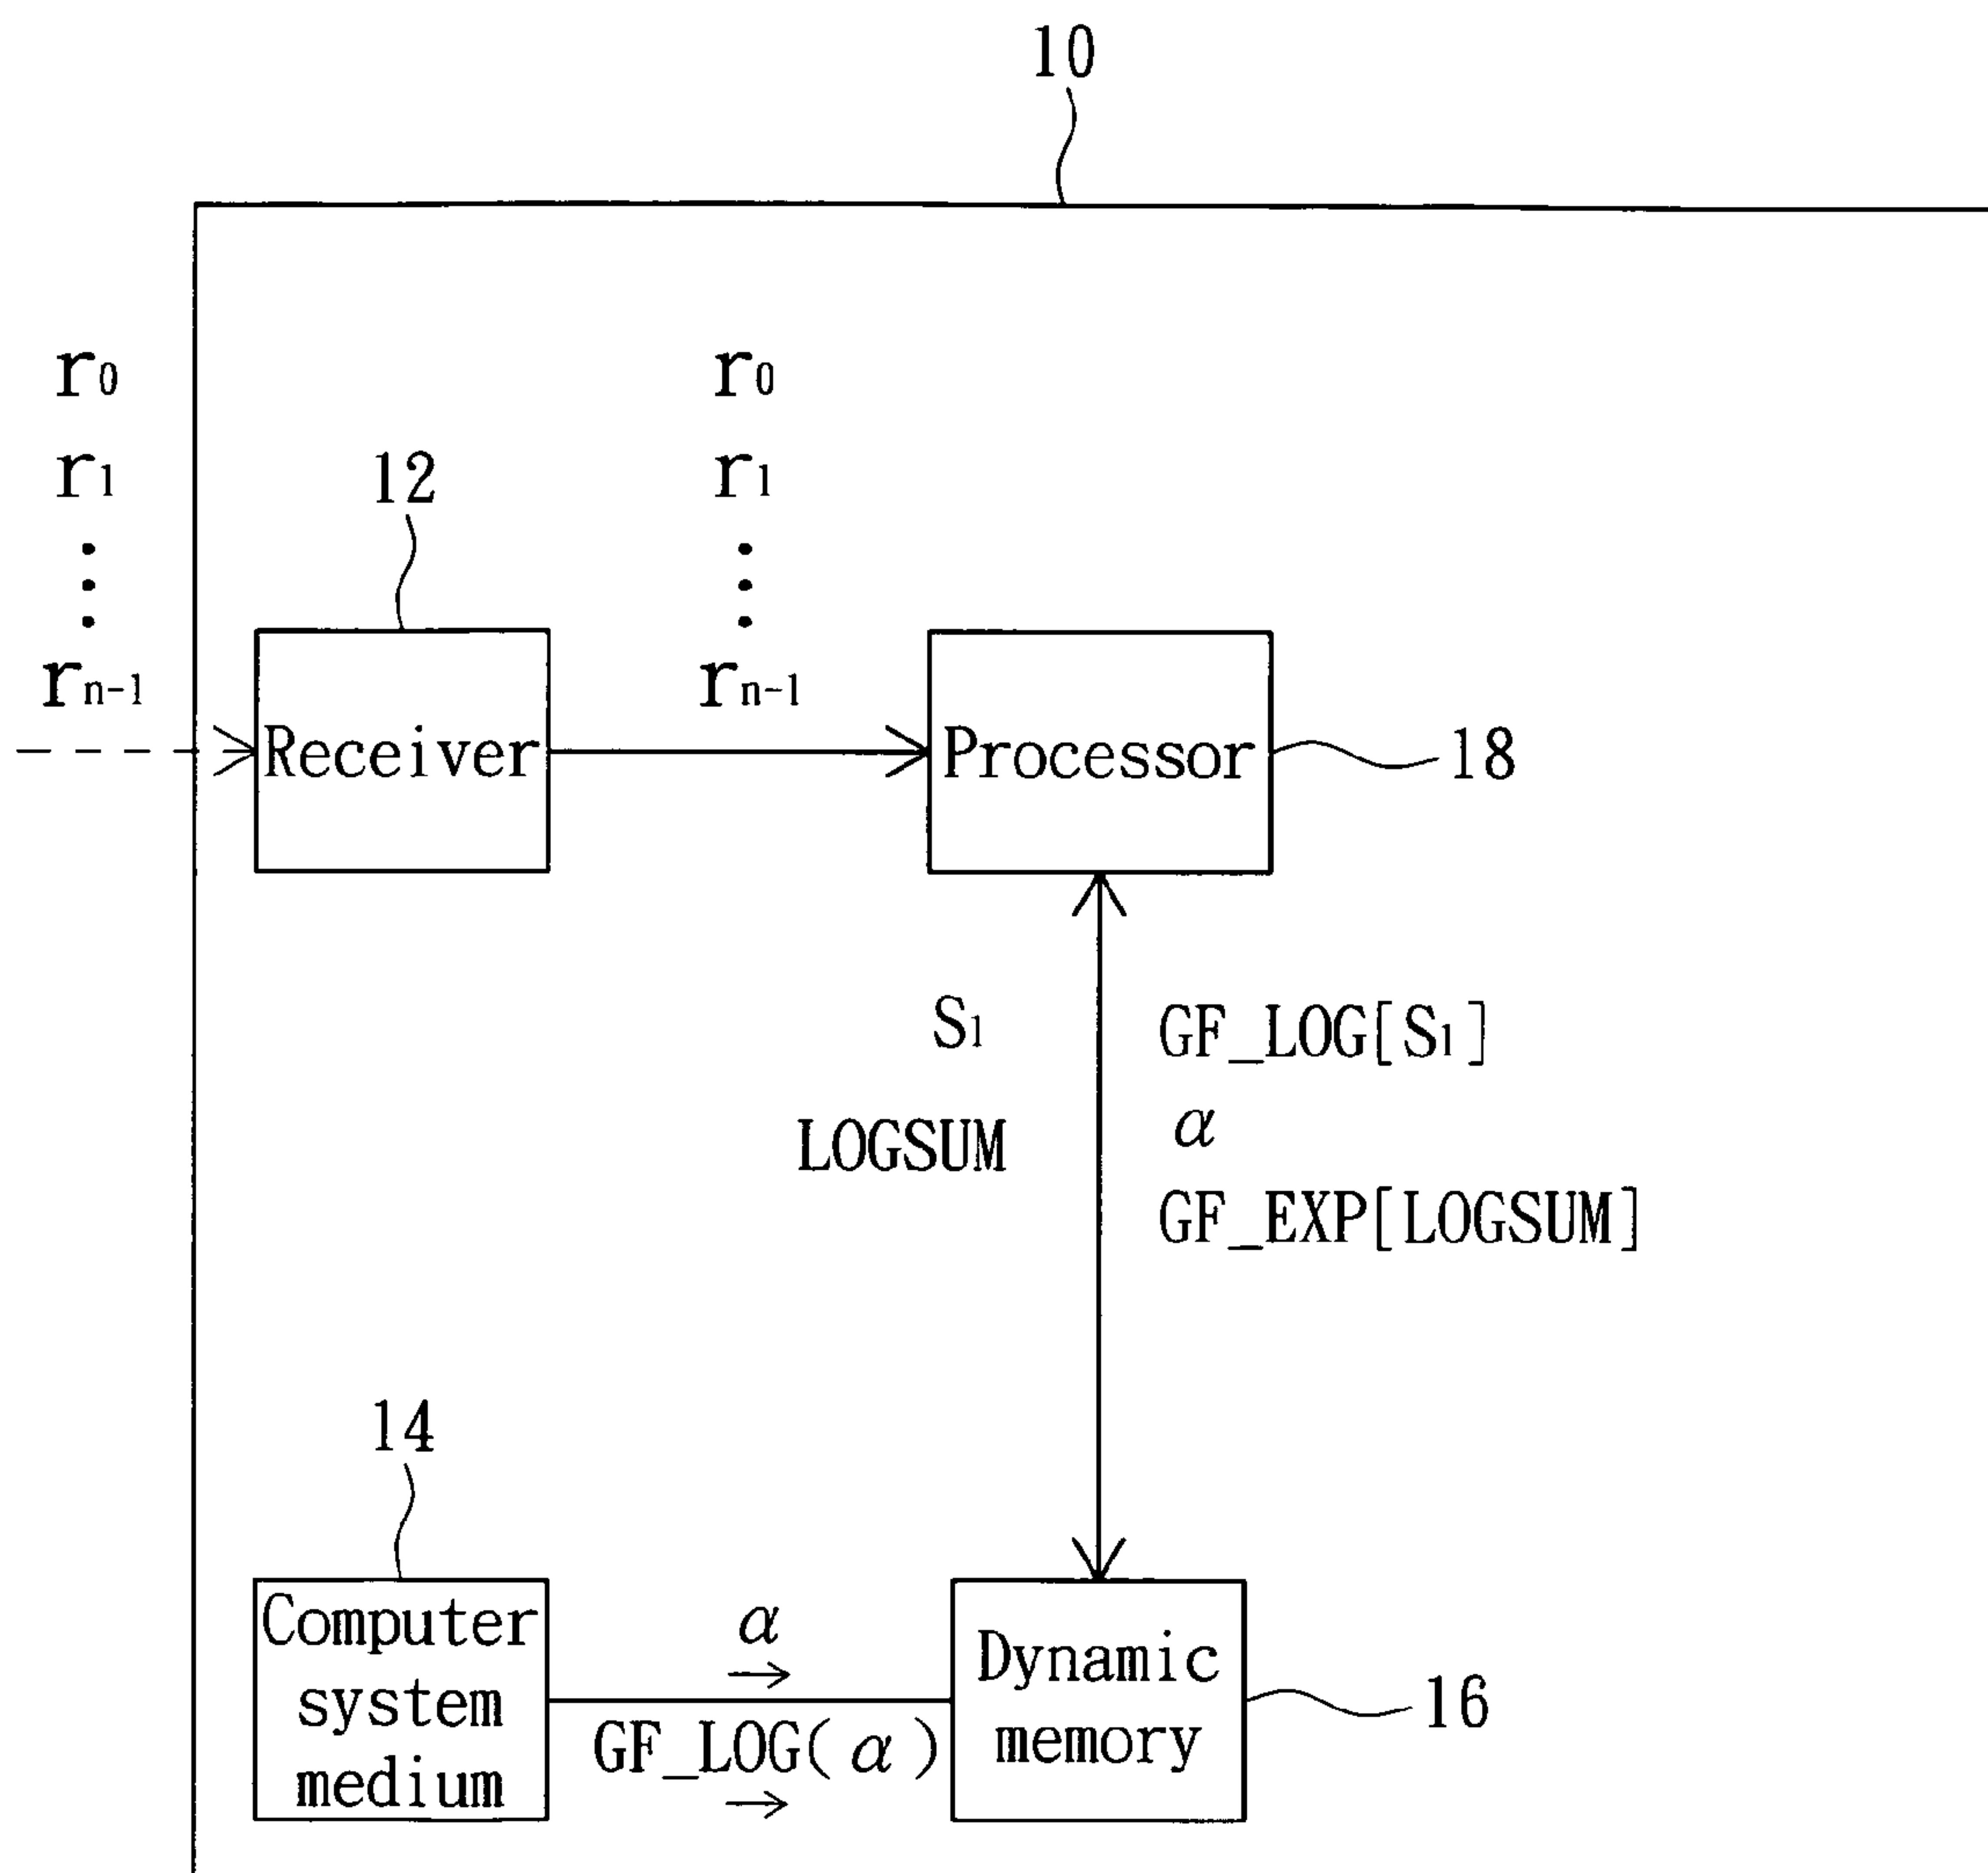 10
r0
r1
rn-1
12
r0
r1
rn-1
Receiver
Processor
18
S1
LOGSUM
GF_LOG[S1]
α
GF_EXP[LOGSUM]
14
Computer
system
medium
α
GF_LOG(α)
Dynamic
memory
16